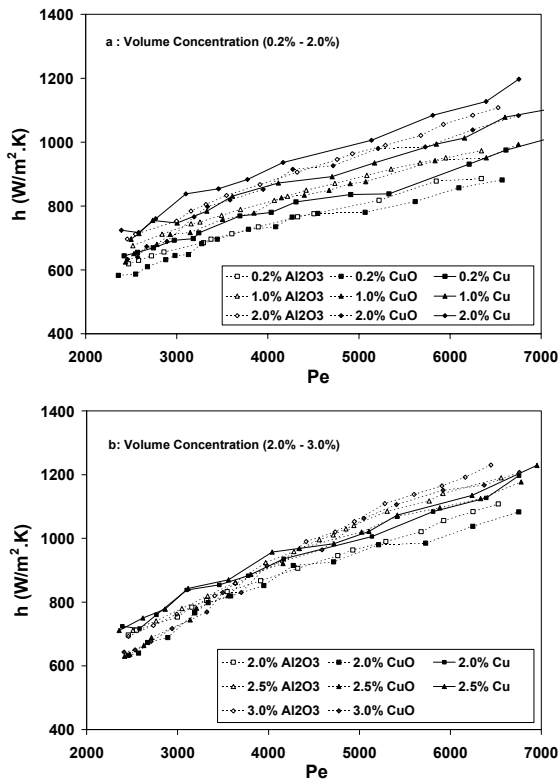 1400
a : Volume Concentration (0.2% - 2.0%)
1200
1000
h (W/m².K)
800
600
0.2% Al2O3 0.2% CuO 0.2% Cu
1.0% Al2O3 1.0% CuO 1.0% Cu
2.0% Al2O3 2.0% CuO 2.0% Cu
400
2000 3000 4000 5000 6000 7000
Pe
1400
b: Volume Concentration (2.0% - 3.0%)
1200
1000
h (W/m².K)
800
600
2.0% Al2O3 2.0% CuO 2.0% Cu
2.5% Al2O3 2.5% CuO 2.5% Cu
3.0% Al2O3 3.0% CuO
400
2000 3000 4000 5000 6000 7000
Pe